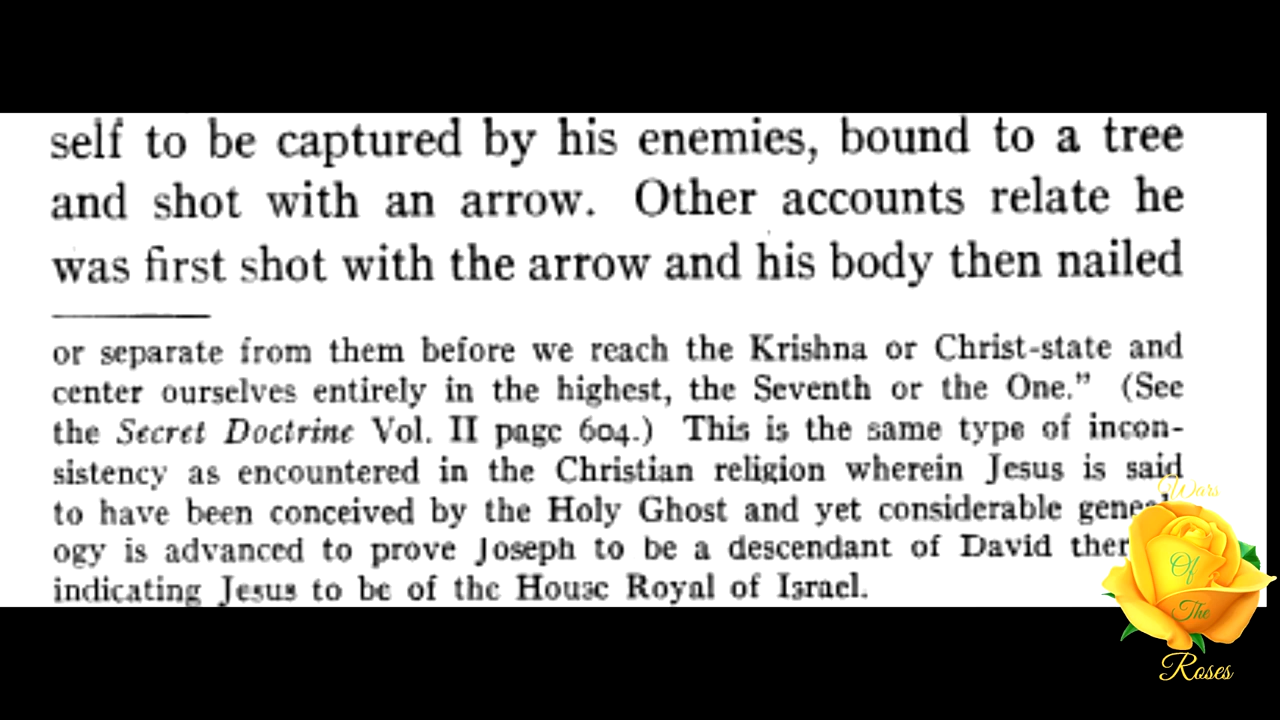 self to be captured by his enemies, bound to a tree
and shot with an arrow. Other accounts relate he
was first shot with the arrow and his body then nailed
or separate from them before we reach the Krishna or Christ-state and
center ourselves entirely in the highest, the Seventh or the One.” (See
the Secret Doctrine Vol. II page 604.) This is the same type of incon-
sistency as encountered in the Christian religion wherein Jesus is said
to have been conceived by the Holy Ghost and yet considerable
ogy is advanced to prove Joseph to be a descendant of David
indicating Jesus to be of the House Royal of Israel.
Wars
Of
The
Roses